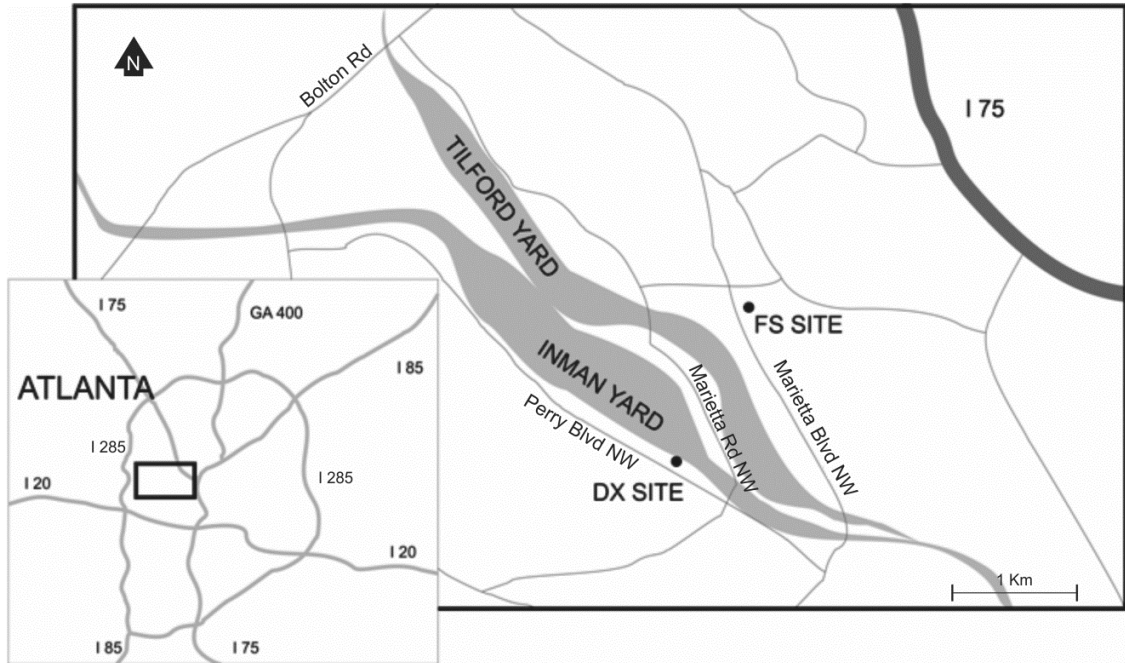 N
Bolton Rd
I 75
TILFORD YARD
FS SITE
INMAN YARD
Marietta Rd NW
Marietta Blvd NW
Perry Blvd NW
DX SITE
1 Km
I 75
GA 400
I 85
ATLANTA
I 285
I 285
I 20
I 20
I 85
I 75